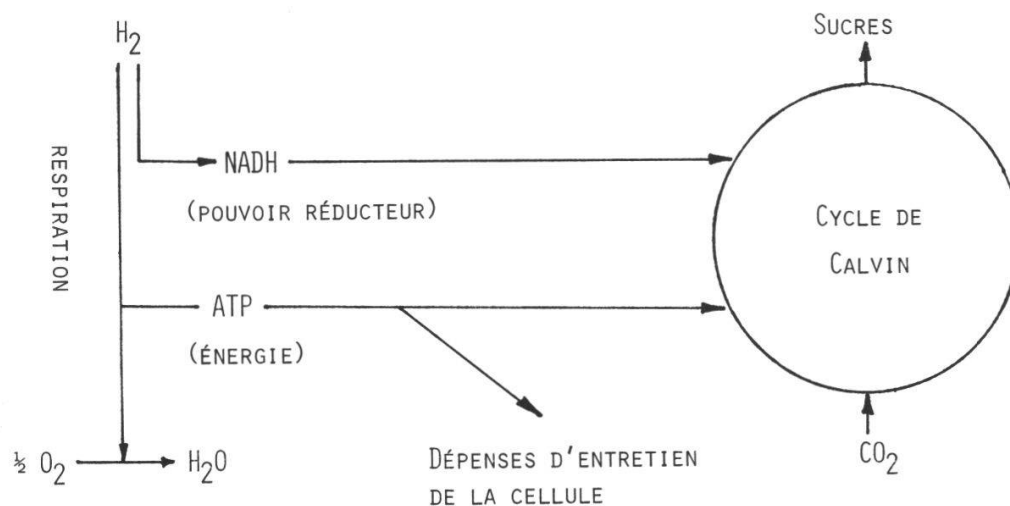 H₂
SUCRES
RESPIRATION
NADH
(POUVOIR RÉDUCTEUR)
CYCLE DE
CALVIN
ATP
(ÉNERGIE)
½ O₂
H₂O
DÉPENSES D'ENTRETIEN
DE LA CELLULE
CO₂